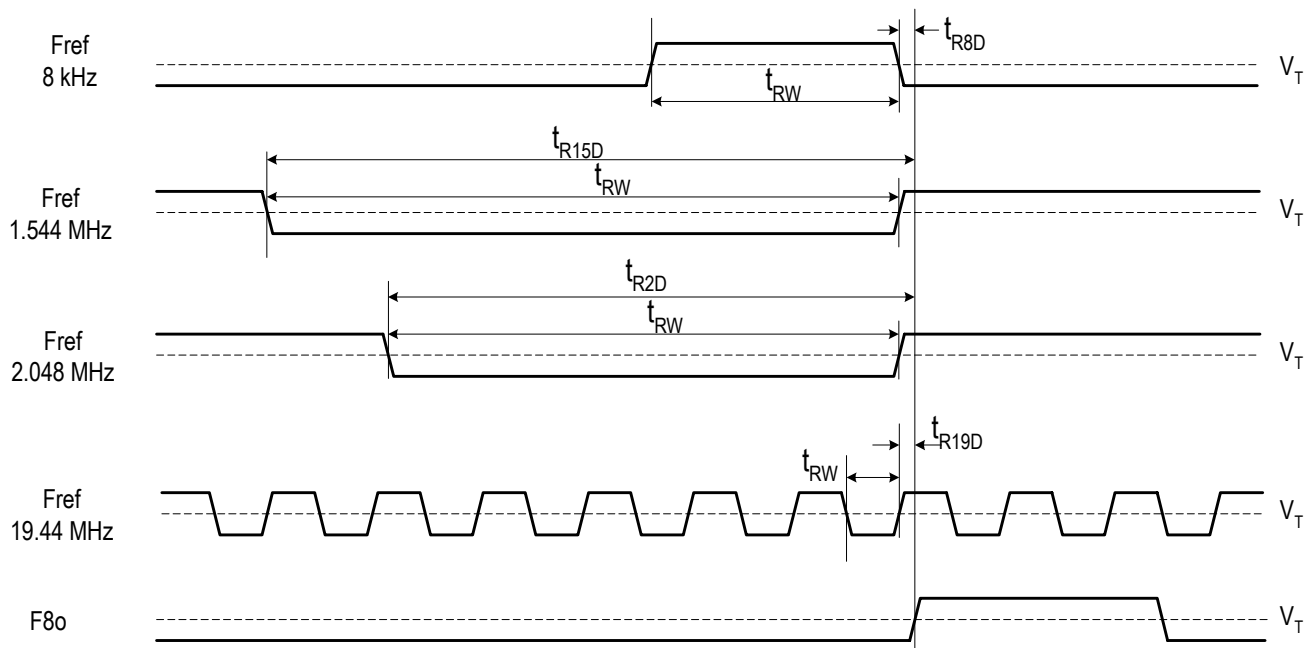 Fref
8 kHz
tR8D
VT
tRW
tR15D
Fref
1.544 MHz
tRW
VT
tR2D
Fref
2.048 MHz
tRW
VT
tR19D
tRW
Fref
19.44 MHz
VT
F8o
VT